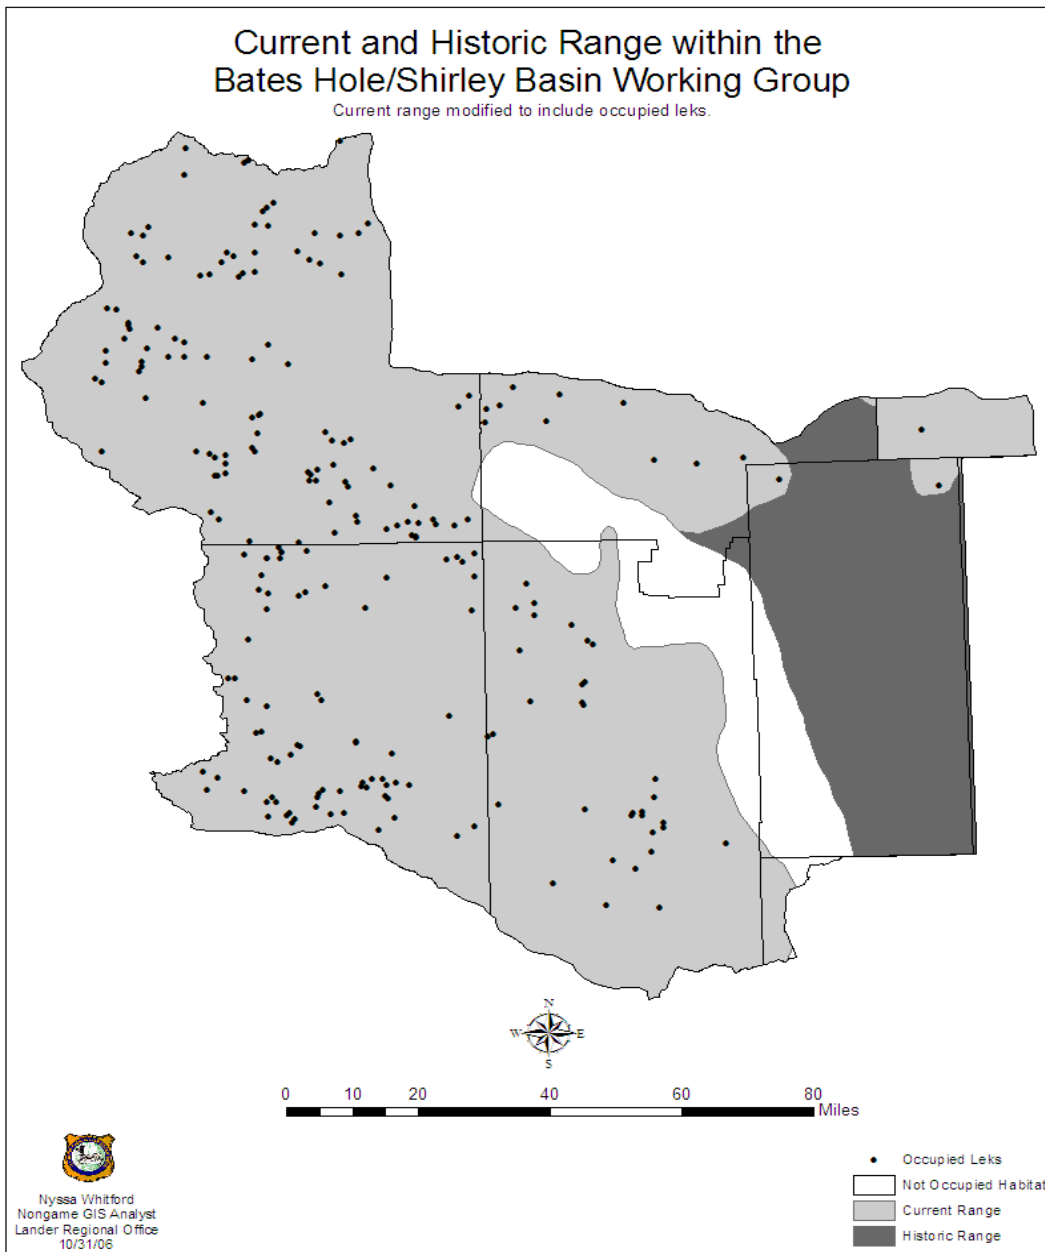 Current and Historic Range within the
Bates Hole/Shirley Basin Working Group
Current range modified to include occupied leks.
N
W E
S
0 10 20 40 60 80
Miles
Occupied Leks
Not Occupied Habitat
Current Range
Historic Range
Nyssa Whitford
Nongame GIS Analyst
Lander Regional Office
10/31/06